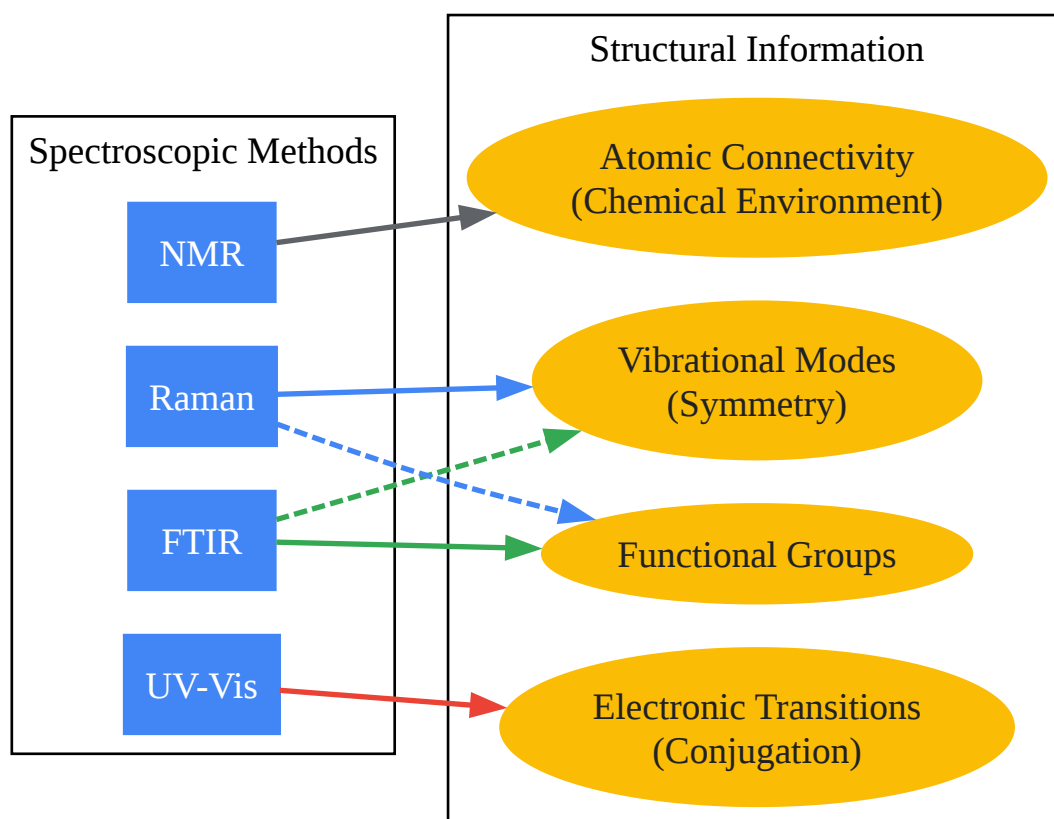 Structural Information
Spectroscopic Methods
Atomic Connectivity
(Chemical Environment)
NMR
Vibrational Modes
(Symmetry)
Raman
FTIR
Functional Groups
UV-Vis
Electronic Transitions
(Conjugation)